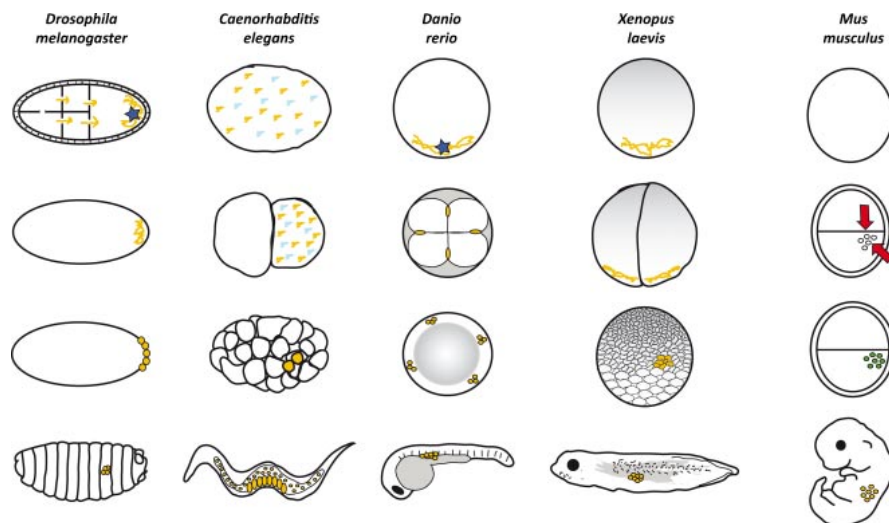 Drosophila
melanogaster
Caenorhabditis
elegans
Danio
rerio
Xenopus
laevis
Mus
musculus